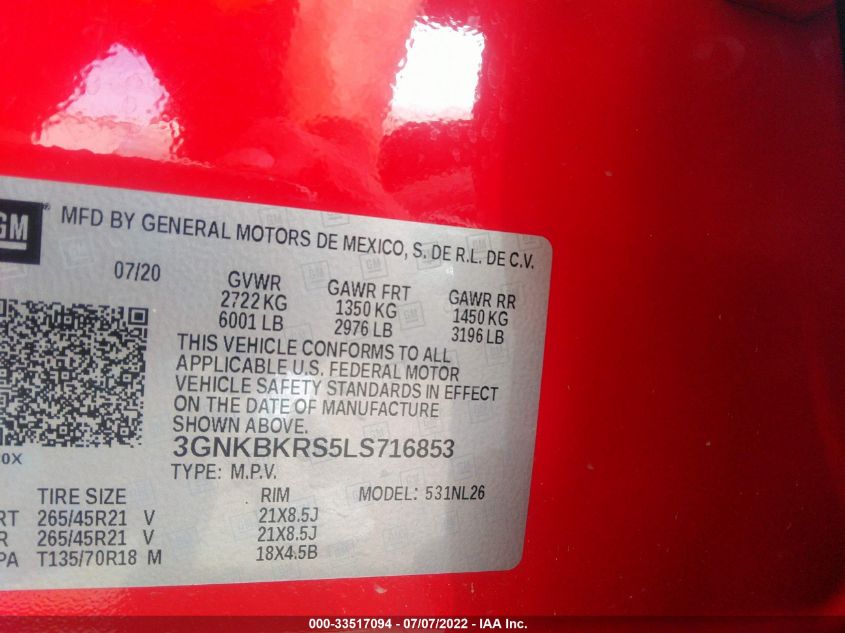 GM ® MFD BY GENERAL MOTORS DE MEXICO, S. DE R.L. DE C.V.
07/20 GVWR GAWR FRT GAWR RR
2722 KG 1350 KG 1450 KG
6001 LB 2976 LB 3196 LB
THIS VEHICLE CONFORMS TO ALL
APPLICABLE U.S. FEDERAL MOTOR
VEHICLE SAFETY STANDARDS IN EFFECT
ON THE DATE OF MANUFACTURE
SHOWN ABOVE.
3GNKBKRS5LS716853
0X
TYPE: M.P.V.
TIRE SIZE RIM MODEL: 531NL26
RT 265/45R21 V 21X8.5J
R 265/45R21 V 21X8.5J
PA T135/70R18 M 18X4.5B
000-33517094 - 07/07/2022 - IAA Inc.